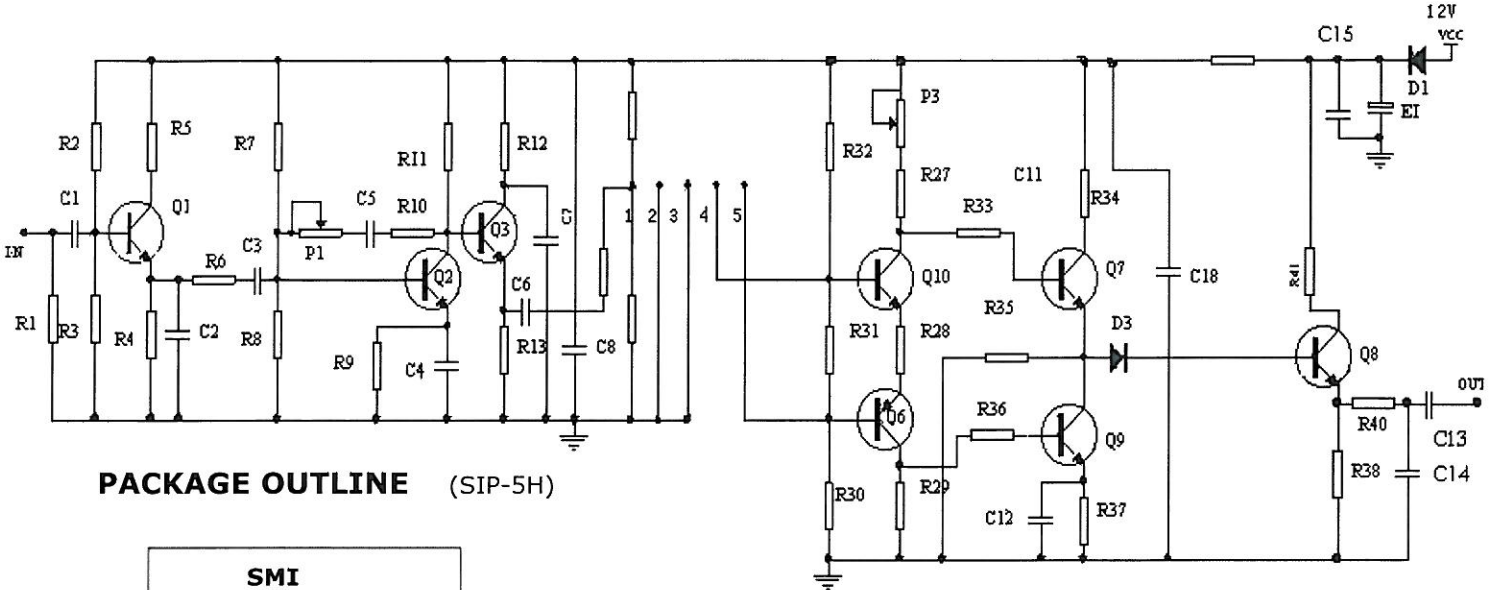 12V
VCC
C15
D1
EI
P3
R2
R5
R7
RI1
R12
R32
R27
C11
R34
C1
Q1
C5
R10
C7
1
2
3
4
5
R33
IN
C3
P1
Q3
R6
Q2
C6
Q10
Q7
C18
R41
R1
R3
R4
C2
R8
R9
C4
R13
C8
R31
R28
R35
D3
Q8
Q6
R36
Q9
OUT
R40
C13
R38
C14
PACKAGE OUTLINE (SIP-5H)
R30
R29
C12
R37
SMI